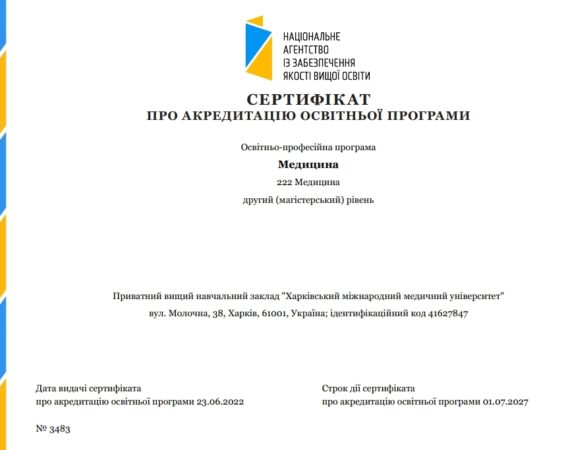 НАЦІОНАЛЬНЕ
АГЕНТСТВО
ІЗ ЗАБЕЗПЕЧЕННЯ
ЯКОСТІ ВИЩОЇ ОСВІТИ
СЕРТИФІКАТ
ПРО АКРЕДИТАЦІЮ ОСВІТНЬОЇ ПРОГРАМИ
Освітньо-професійна програма
Медицина
222 Медицина
другий (магістерський) рівень
Приватний вищий навчальний заклад "Харківський міжнародний медичний університет"
вул. Молочна, 38, Харків, 61001, Україна; ідентифікаційний код 41627847
Дата видачі сертифіката
про акредитацію освітньої програми 23.06.2022
Строк дії сертифіката
про акредитацію освітньої програми 01.07.2027
№ 3483